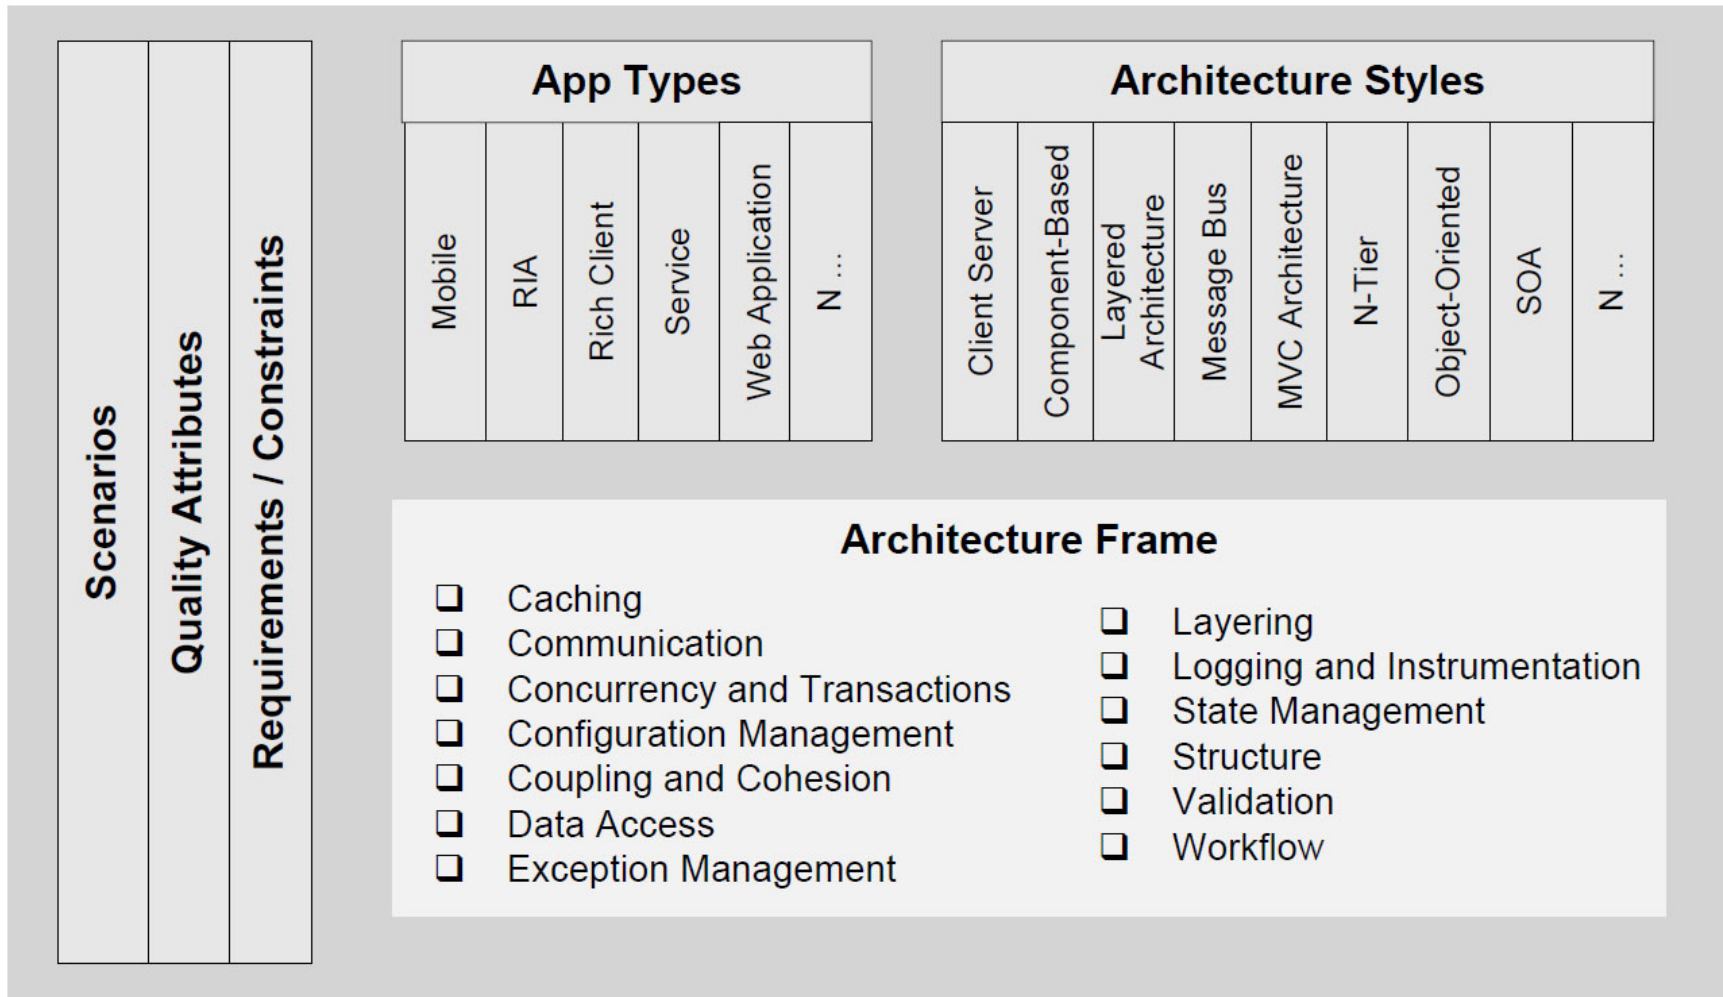 Scenarios
Quality Attributes
Requirements / Constraints
App Types
Mobile
RIA
Rich Client
Service
Web Application
N ...
Architecture Styles
Client Server
Component-Based
Layered
Architecture
Message Bus
MVC Architecture
N-Tier
Object-Oriented
SOA
N ...
Architecture Frame
❑ Caching
❑ Communication
❑ Concurrency and Transactions
❑ Configuration Management
❑ Coupling and Cohesion
❑ Data Access
❑ Exception Management
❑ Layering
❑ Logging and Instrumentation
❑ State Management
❑ Structure
❑ Validation
❑ Workflow